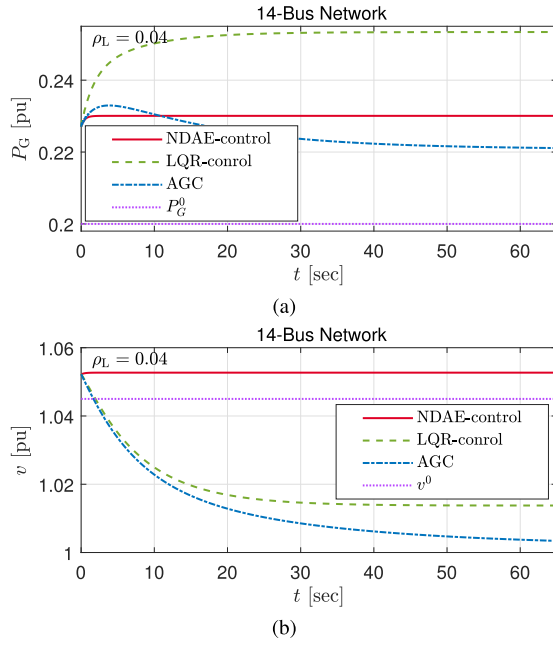 14-Bus Network
ρL = 0.04
0.24
0.22
0.2
PG [pu]
NDAE-control
LQR-conrol
AGC
P0G
0 10 20 30 40 50 60
t [sec]
(a)
14-Bus Network
ρL = 0.04
1.06
1.04
1.02
1
v [pu]
NDAE-control
LQR-conrol
AGC
v0
0 10 20 30 40 50 60
t [sec]
(b)